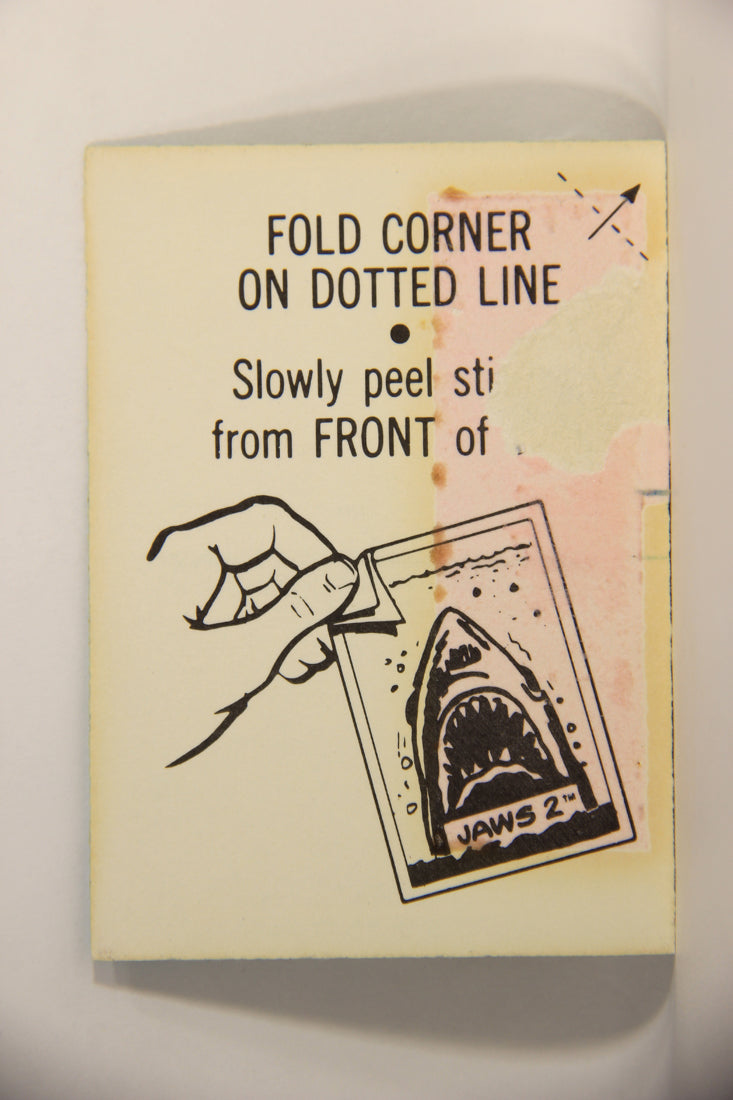 FOLD CORNER
ON DOTTED LINE
•
Slowly peel sti
from FRONT of
JAWS 2™